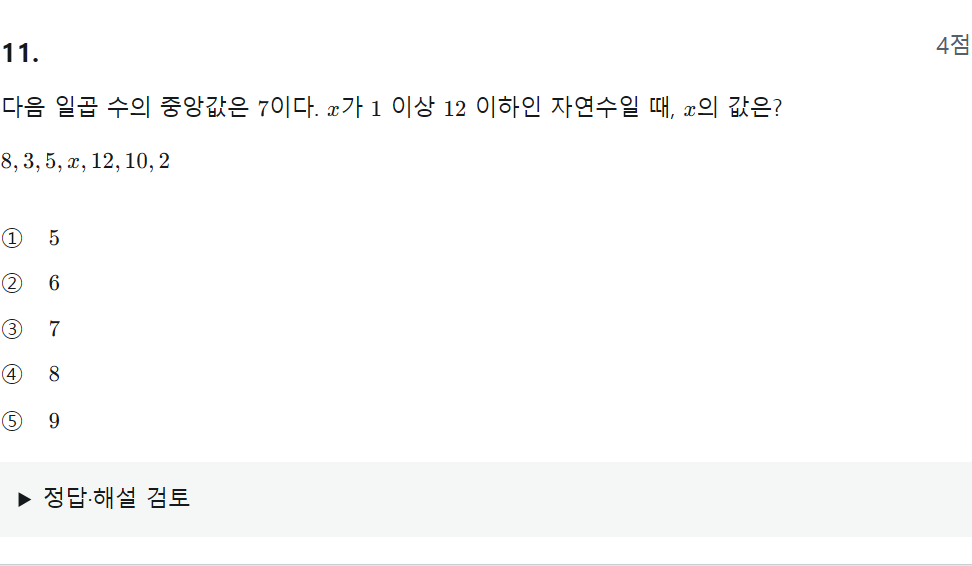 11.
4점
다음 일곱 수의 중앙값은 7이다. x가 1 이상 12 이하인 자연수일 때, x의 값은?
8, 3, 5, x, 12, 10, 2
① 5
② 6
③ 7
④ 8
⑤ 9
▶ 정답·해설 검토